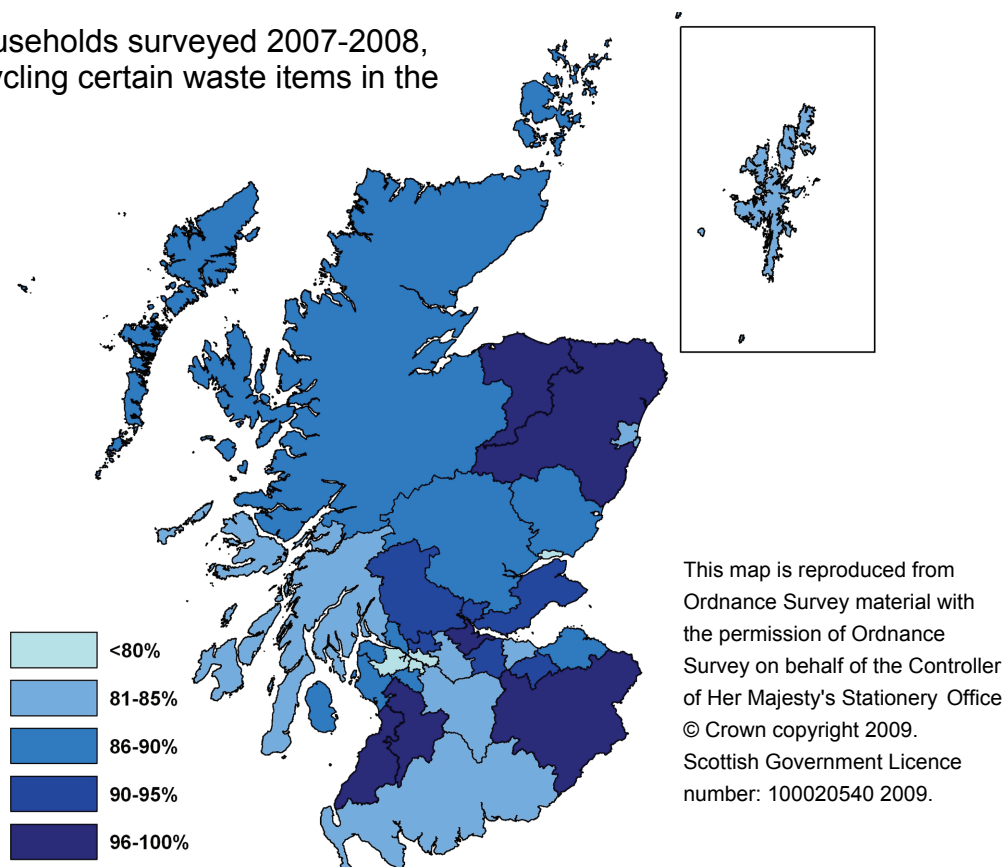 useholds surveyed 2007-2008,
ycling certain waste items in the
<80%
81-85%
86-90%
90-95%
96-100%
This map is reproduced from
Ordnance Survey material with
the permission of Ordnance
Survey on behalf of the Controller
of Her Majesty's Stationery Office
© Crown copyright 2009.
Scottish Government Licence
number: 100020540 2009.